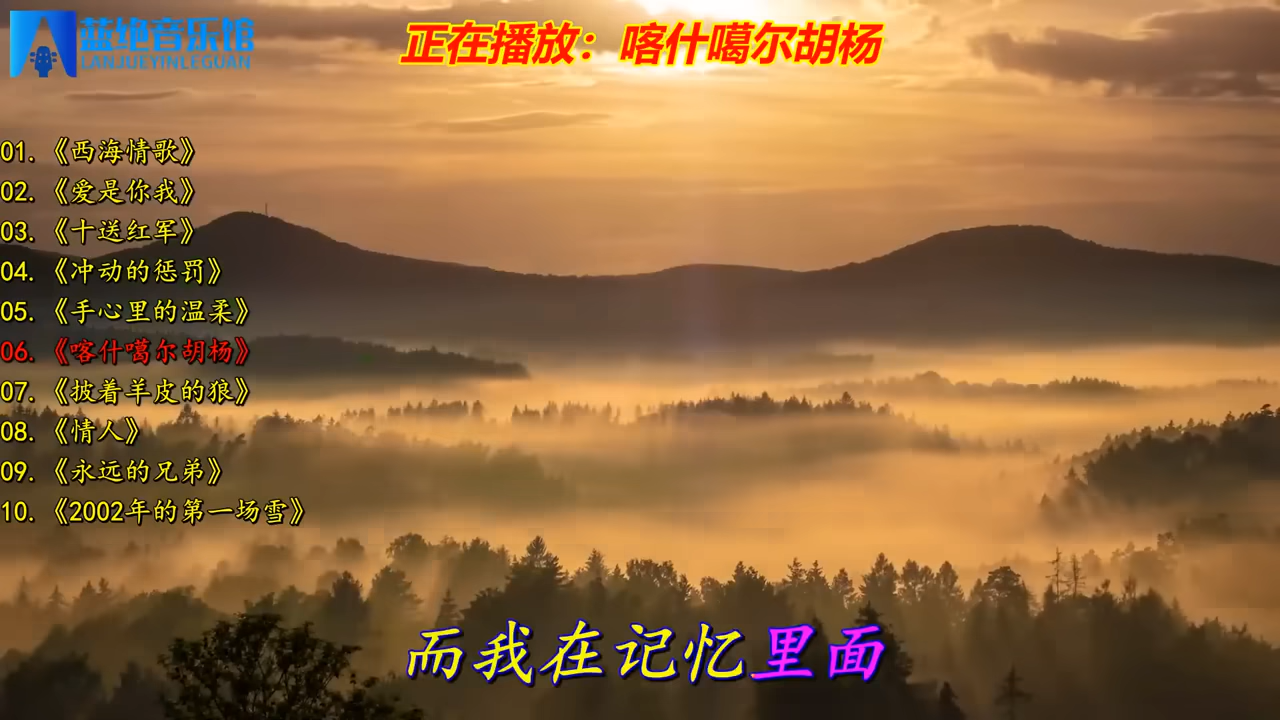 蓝绝音乐馆
LANJUEYINLEGUAN
正在播放：喀什噶尔胡杨
01.《西海情歌》
02.《爱是你我》
03.《十送红军》
04.《冲动的惩罚》
05.《手心里的温柔》
06.《喀什噶尔胡杨》
07.《披着羊皮的狼》
08.《情人》
09.《永远的兄弟》
10.《2002年的第一场雪》
而我在记忆里面